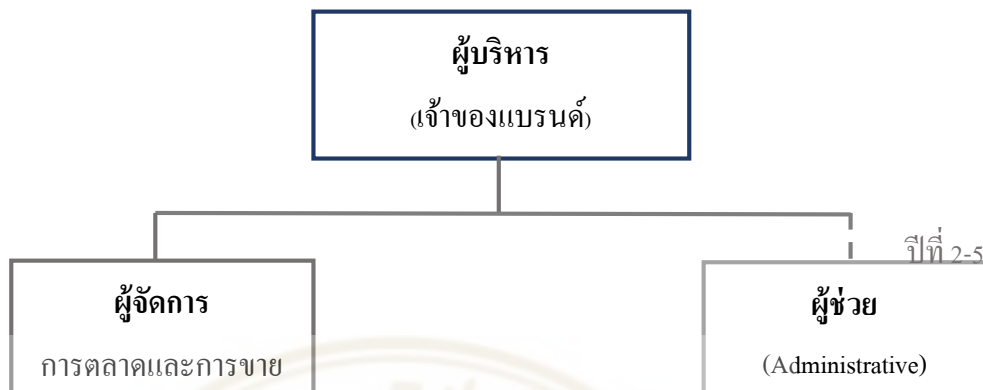 ผู้บริหาร
(เจ้าของแบรนด์)
ปีที่ 2-5
ผู้จัดการ
การตลาดและการขาย
ผู้ช่วย
(Administrative)